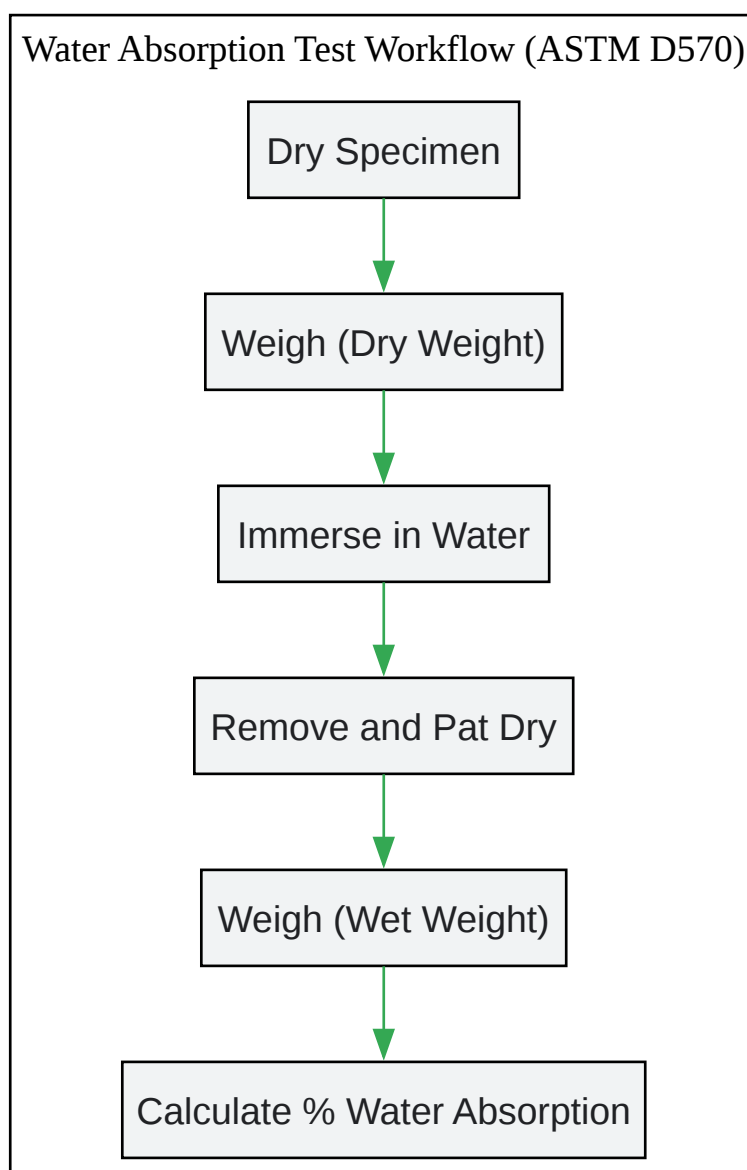 Water Absorption Test Workflow (ASTM D570)
Dry Specimen
Weigh (Dry Weight)
Immerse in Water
Remove and Pat Dry
Weigh (Wet Weight)
Calculate % Water Absorption